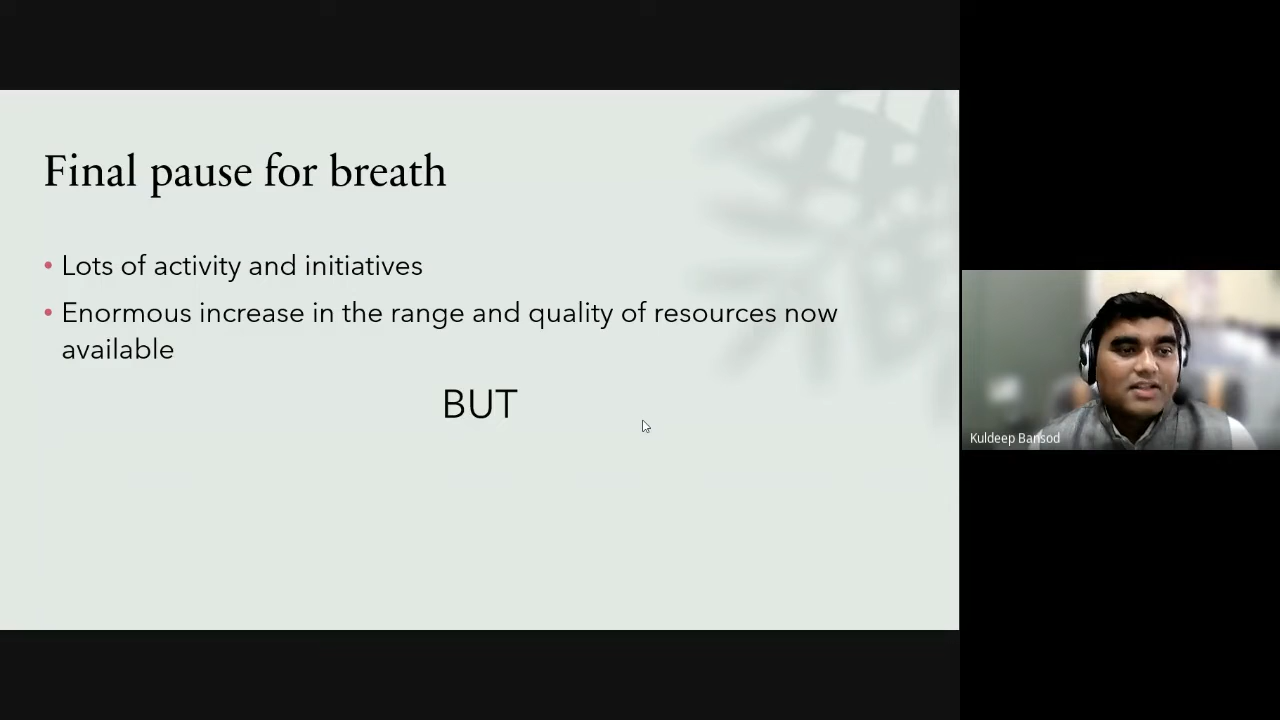 Final pause for breath
• Lots of activity and initiatives
• Enormous increase in the range and quality of resources now
available
BUT
Kuldeep Bansod